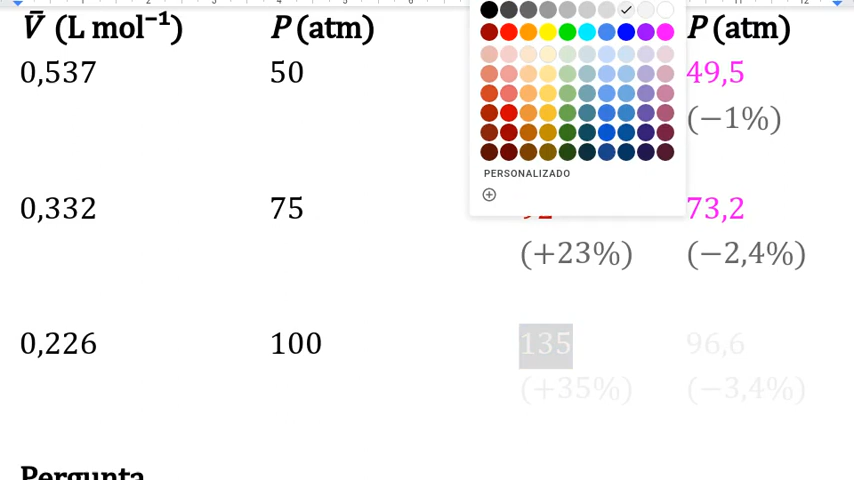 V̄ (L mol⁻¹) P (atm) P (atm)
0,537 50 49,5
(−1%)
PERSONALIZADO
0,332 75 73,2
(+23%) (−2,4%)
0,226 100 135 96,6
(+35%) (−3,4%)
Pergunta